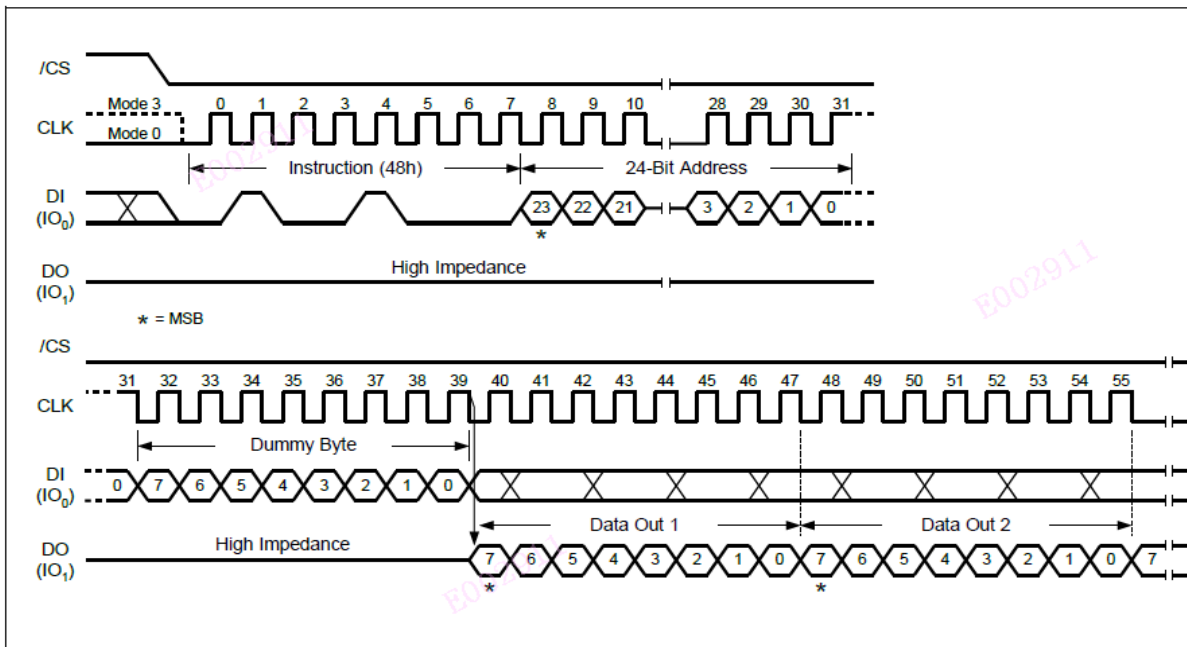 /CS
Mode 3 0 1 2 3 4 5 6 7 8 9 10 28 29 30 31
CLK Mode 0
Instruction (48h) 24-Bit Address
DI
(IO0) 23 22 21 3 2 1 0
*
High Impedance
DO
(IO1)
* = MSB
/CS
31 32 33 34 35 36 37 38 39 40 41 42 43 44 45 46 47 48 49 50 51 52 53 54 55
CLK
Dummy Byte
DI
(IO0) 0 7 6 5 4 3 2 1 0
Data Out 1 Data Out 2
High Impedance
DO
(IO1) 7 6 5 4 3 2 1 0 7 6 5 4 3 2 1 0 7
* *
E002911
E002911
E002911